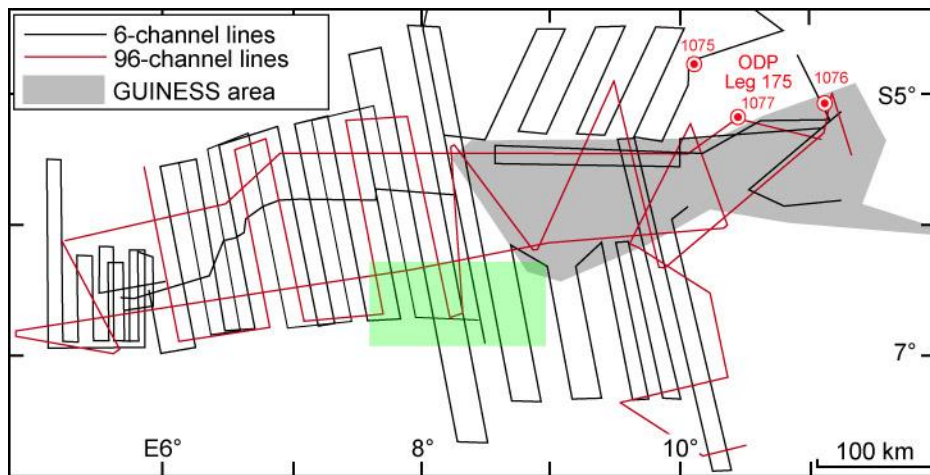 6-channel lines
96-channel lines
GUINESS area
1075
ODP
Leg 175
1076
1077
S5°
7°
E6°
8°
10°
100 km